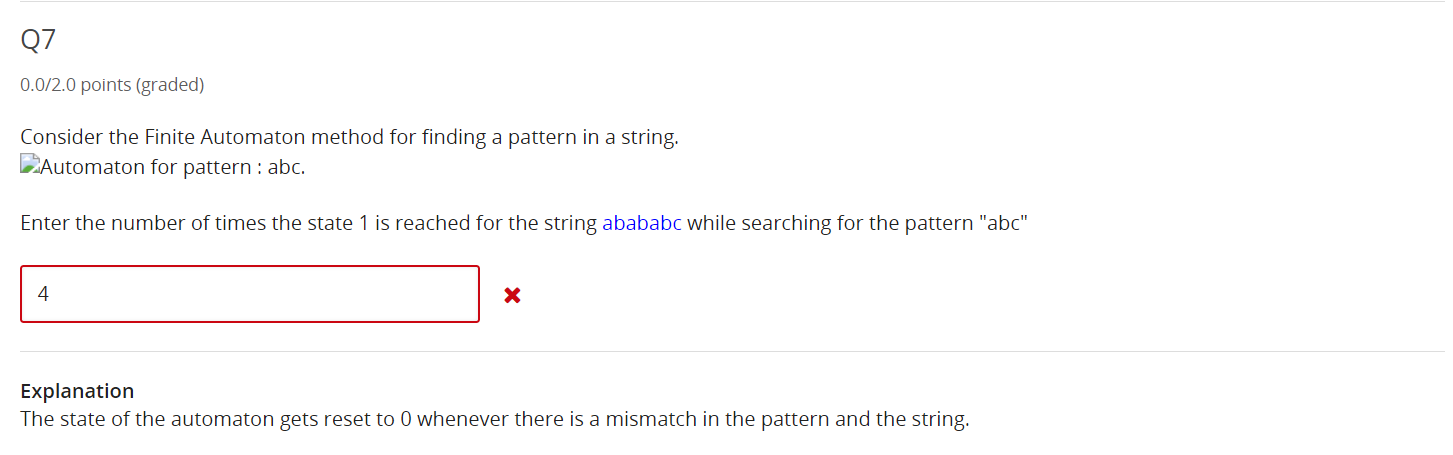 Q7
0.0/2.0 points (graded)
Consider the Finite Automaton method for finding a pattern in a string.
Automaton for pattern : abc.
Enter the number of times the state 1 is reached for the string abababc while searching for the pattern "abc"
4
Explanation
The state of the automaton gets reset to 0 whenever there is a mismatch in the pattern and the string.